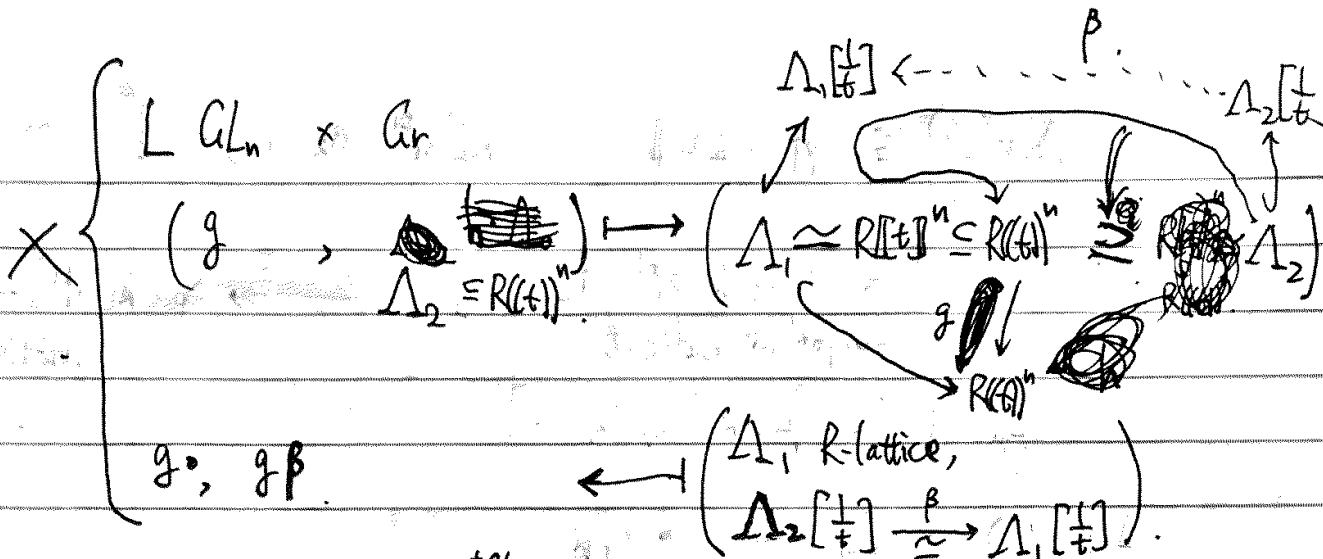 β.
Λ₁[1/t] ⇠ Λ₂[1/t
L GLₙ × Gr
X { (g , ) ⟼ (Λ₁ ≃ R[[t]]ⁿ ⊆ R((t))ⁿ ⊇ Λ₂)
Λ₂ ⊆ R((t))ⁿ.
g
R((t))ⁿ
g, gβ. ⟻ (Λ₁ R-lattice,
Λ₂[1/t] β ≃ → Λ₁[1/t]).